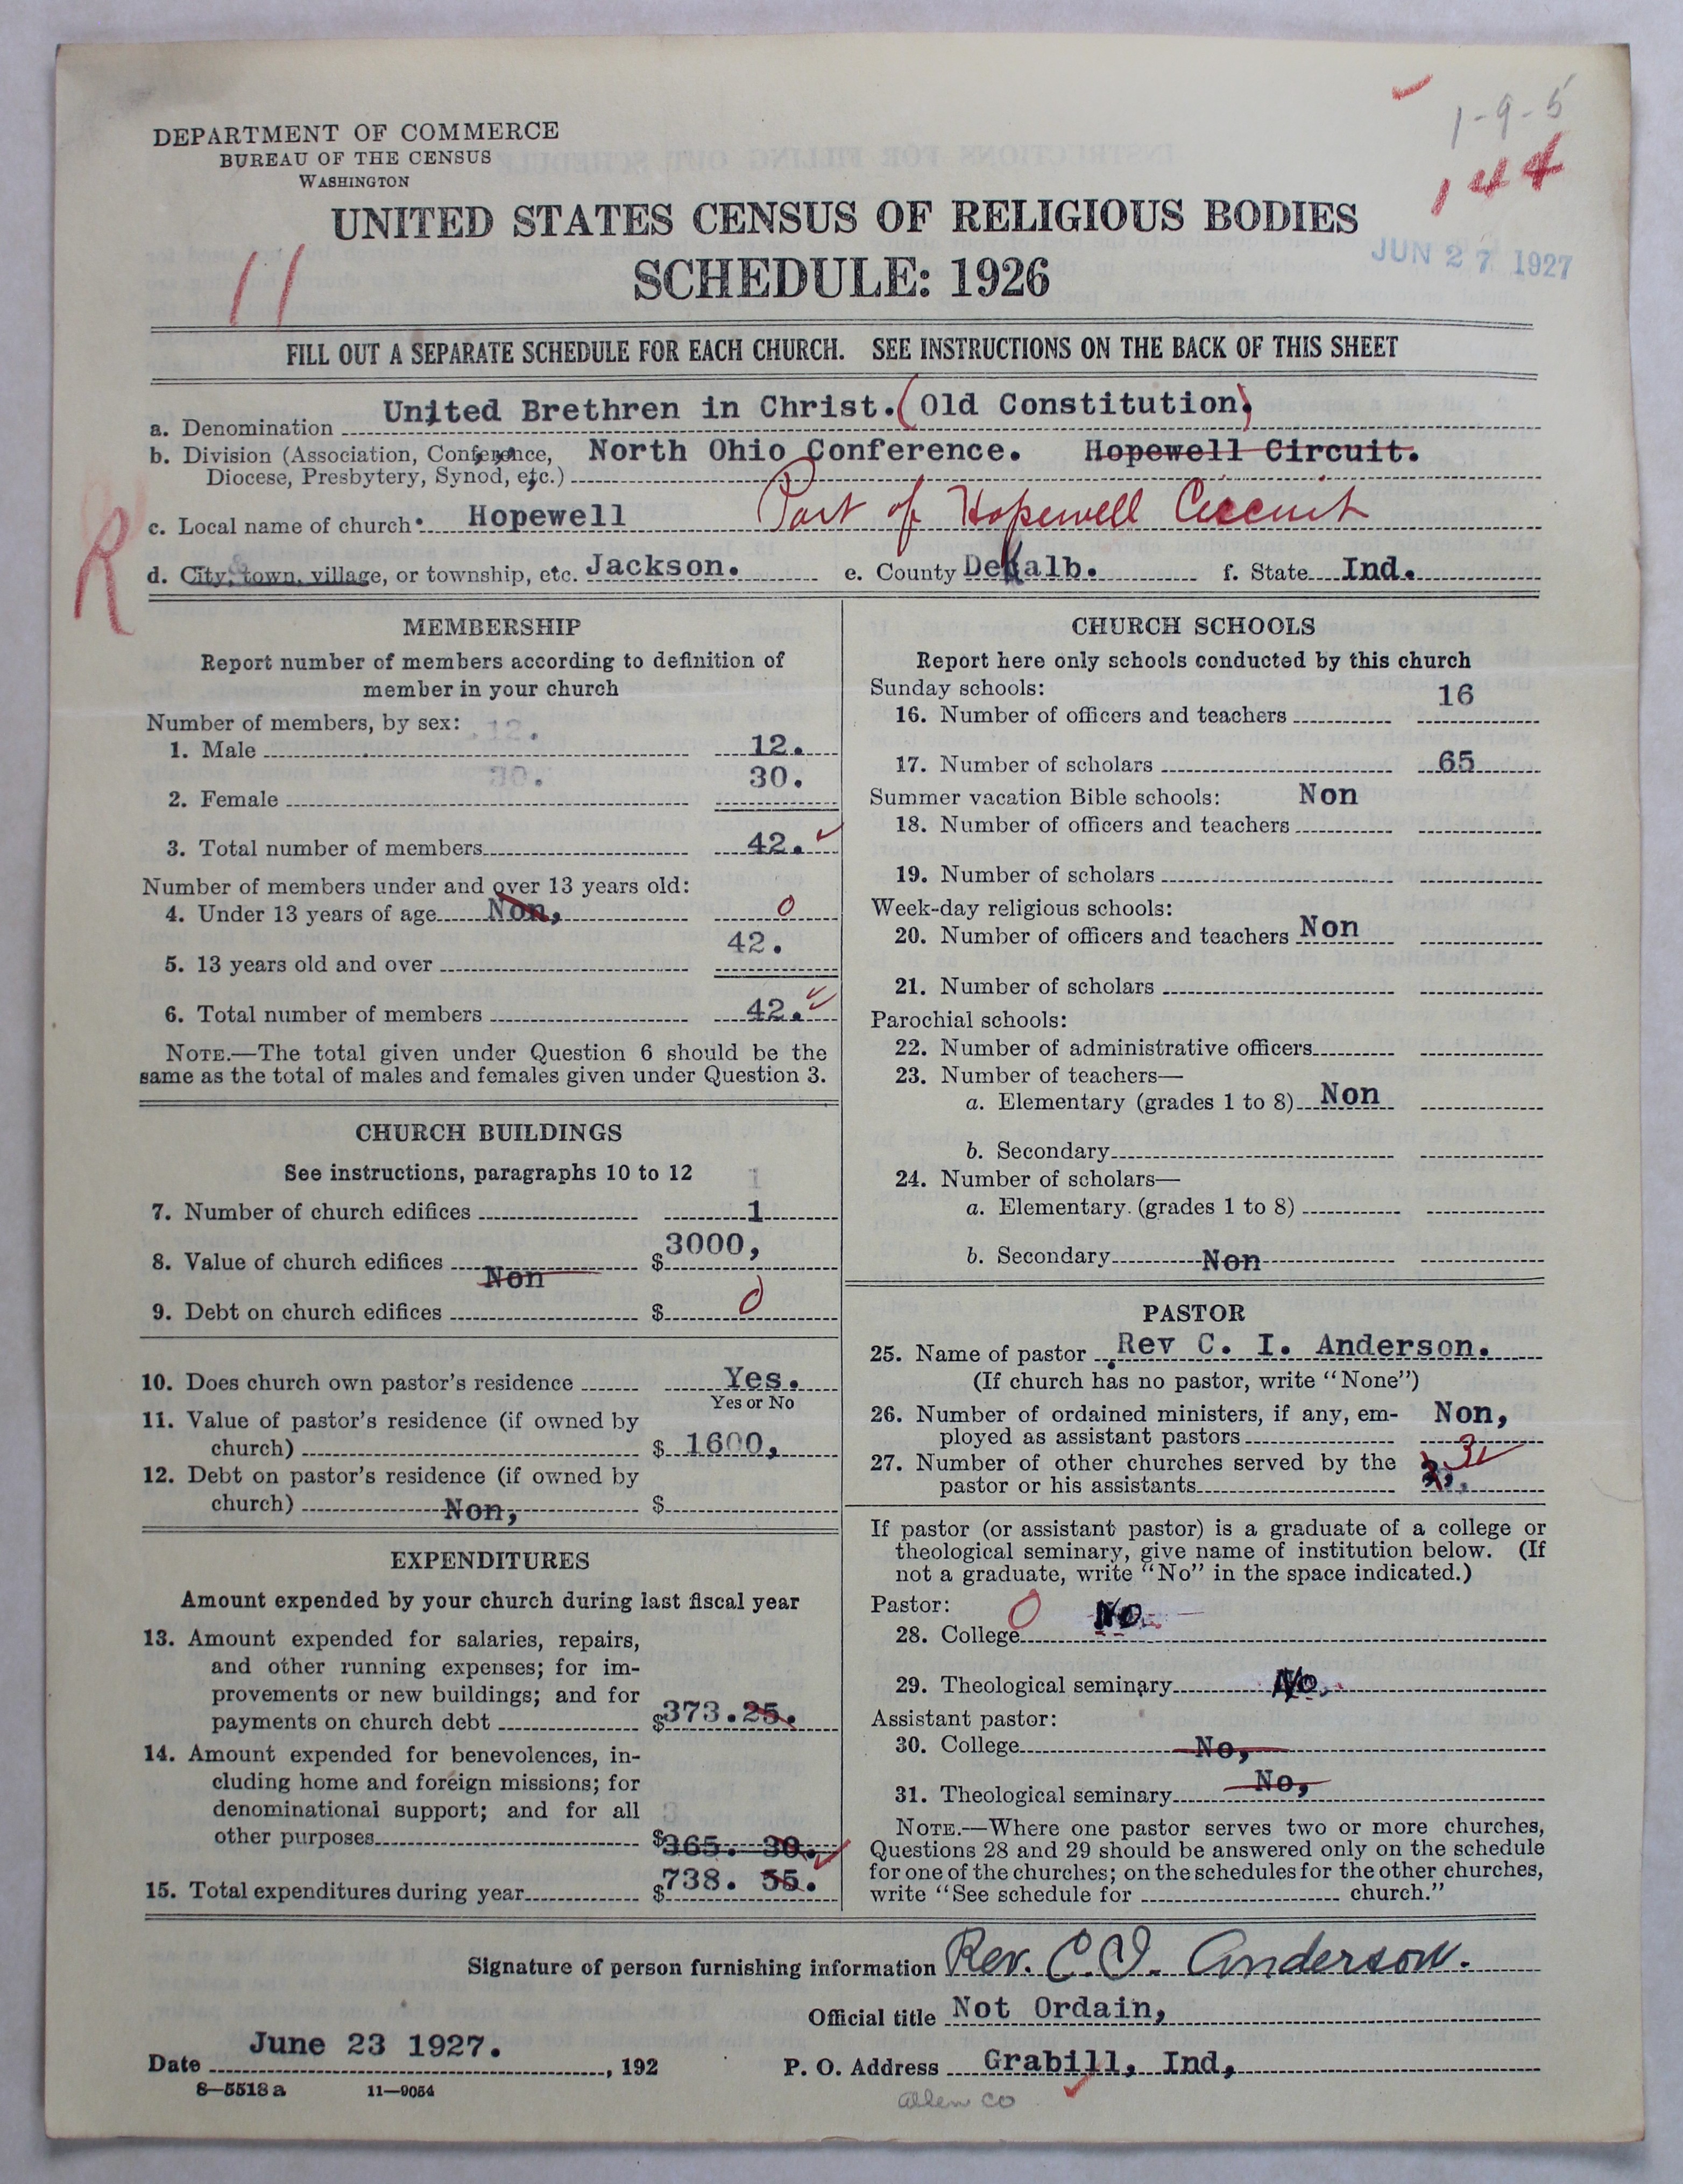 1-9-5
144
DEPARTMENT OF COMMERCE
BUREAU OF THE CENSUS
WASHINGTON
UNITED STATES CENSUS OF RELIGIOUS BODIES
SCHEDULE: 1926
JUN 27 1927
11
FILL OUT A SEPARATE SCHEDULE FOR EACH CHURCH. SEE INSTRUCTIONS ON THE BACK OF THIS SHEET
a. Denomination United Brethren in Christ. (Old Constitution)
b. Division (Association, Conference, North Ohio Conference. Hopewell Circuit.
Diocese, Presbytery, Synod, etc.)
c. Local name of church Hopewell Part of Hopewell Circuit
R
d. City, town, village, or township, etc. Jackson. e. County DeKalb. f. State Ind.
MEMBERSHIP
Report number of members according to definition of
member in your church
Number of members, by sex: 12.
1. Male 12.
30. 30.
2. Female
3. Total number of members 42.
Number of members under and over 13 years old:
4. Under 13 years of age Non, 0
42.
5. 13 years old and over
6. Total number of members 42.
NOTE.—The total given under Question 6 should be the
same as the total of males and females given under Question 3.
CHURCH BUILDINGS
See instructions, paragraphs 10 to 12 1
7. Number of church edifices 1
8. Value of church edifices $3000,
Non
9. Debt on church edifices $ 0
10. Does church own pastor's residence Yes.
Yes or No
11. Value of pastor's residence (if owned by
church) $ 1600,
12. Debt on pastor's residence (if owned by
church) Non, $
EXPENDITURES
Amount expended by your church during last fiscal year
13. Amount expended for salaries, repairs,
and other running expenses; for im-
provements or new buildings; and for
payments on church debt $373.25.
14. Amount expended for benevolences, in-
cluding home and foreign missions; for
denominational support; and for all 3
other purposes $365. 30.
15. Total expenditures during year $738. 55.
CHURCH SCHOOLS
Report here only schools conducted by this church
Sunday schools:
16. Number of officers and teachers 16
17. Number of scholars 65
Summer vacation Bible schools: Non
18. Number of officers and teachers
19. Number of scholars
Week-day religious schools:
20. Number of officers and teachers Non
21. Number of scholars
Parochial schools:
22. Number of administrative officers
23. Number of teachers—
a. Elementary (grades 1 to 8) Non
b. Secondary
24. Number of scholars—
a. Elementary (grades 1 to 8)
b. Secondary Non
PASTOR
25. Name of pastor Rev C. I. Anderson.
(If church has no pastor, write "None")
26. Number of ordained ministers, if any, em- Non,
ployed as assistant pastors
27. Number of other churches served by the 3
pastor or his assistants
If pastor (or assistant pastor) is a graduate of a college or
theological seminary, give name of institution below. (If
not a graduate, write "No" in the space indicated.)
Pastor: 0
28. College No.
29. Theological seminary No.
Assistant pastor:
30. College No,
31. Theological seminary No,
NOTE.—Where one pastor serves two or more churches,
Questions 28 and 29 should be answered only on the schedule
for one of the churches; on the schedules for the other churches,
write "See schedule for church."
Signature of person furnishing information Rev. C. I. Anderson.
Official title Not Ordain,
Date June 23 1927. , 192 P. O. Address Grabill, Ind,
8—5518a 11—9054
Allen Co